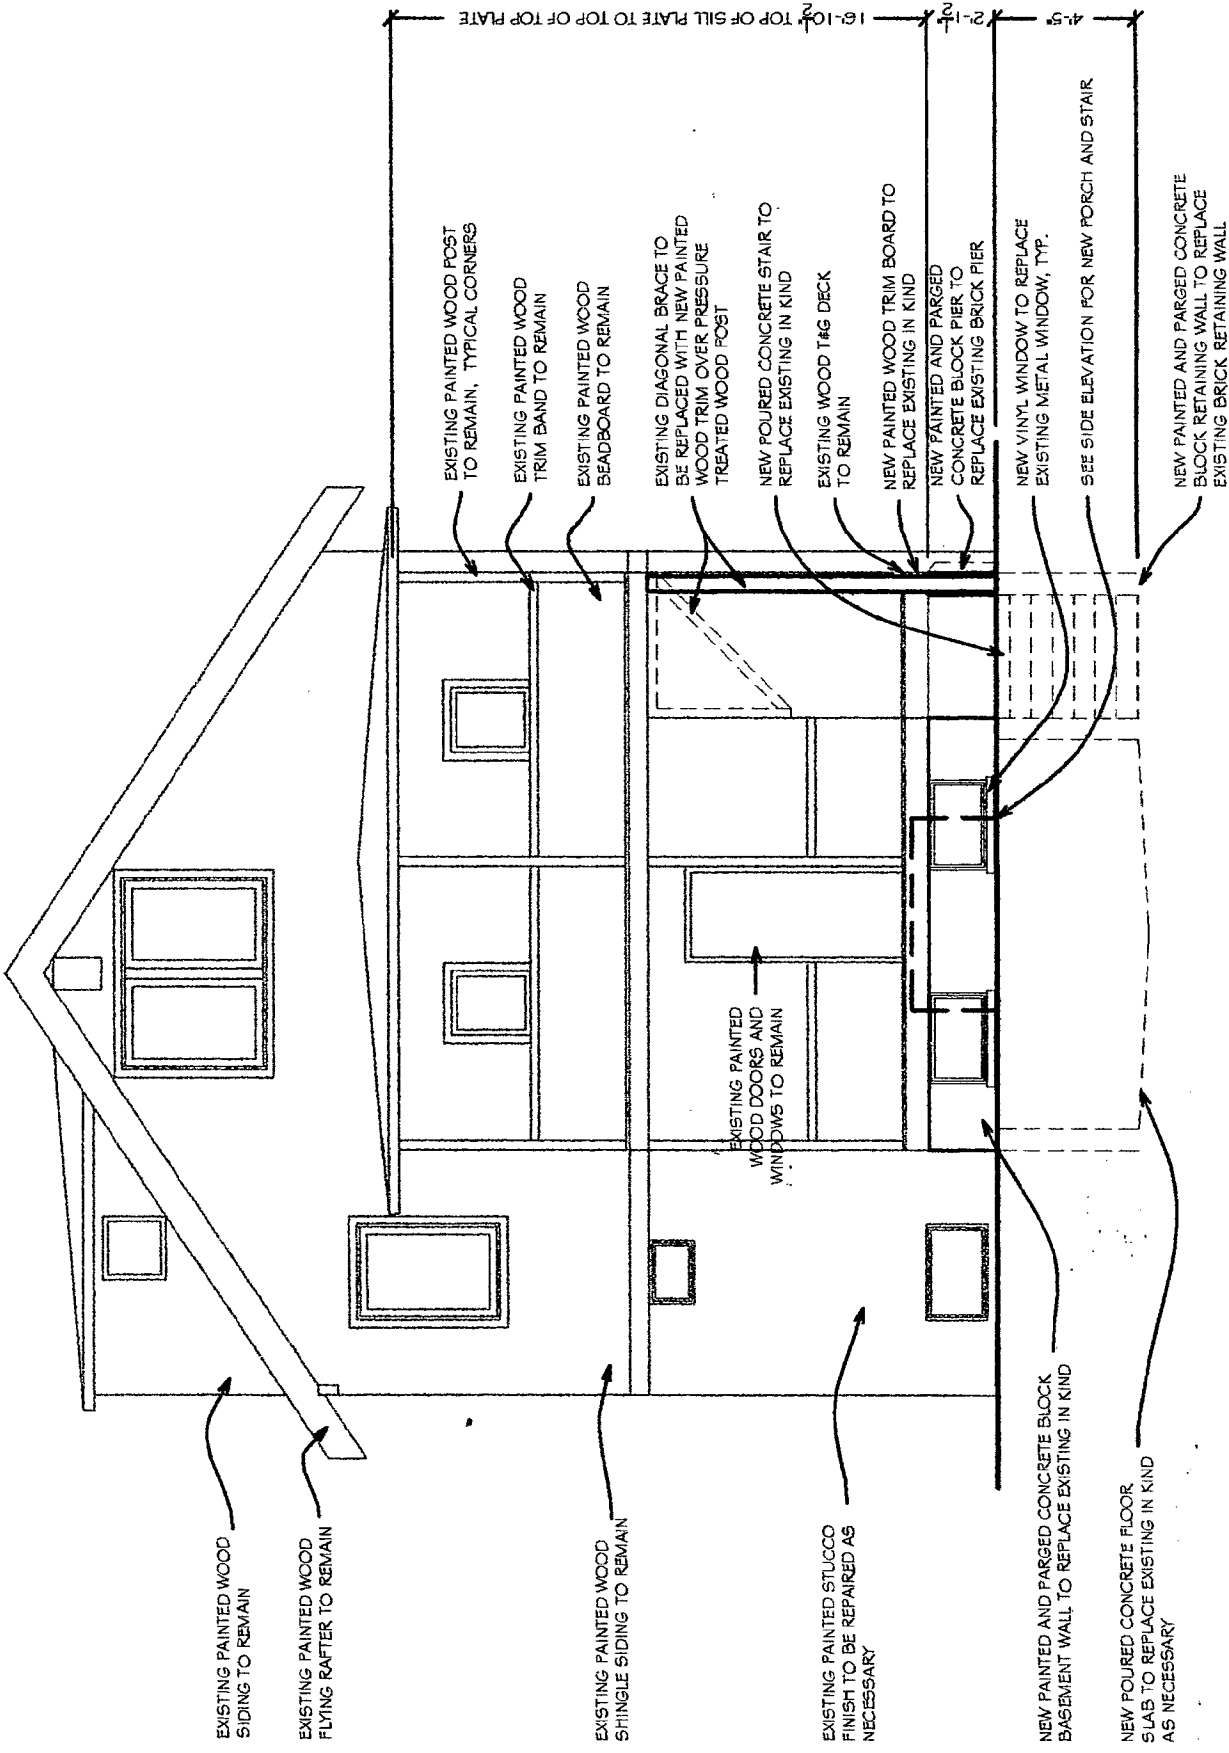 EXISTING PAINTED WOOD
SIDING TO REMAIN
EXISTING PAINTED WOOD
FLYING RAFTER TO REMAIN
EXISTING PAINTED WOOD
SHINGLE SIDING TO REMAIN
EXISTING PAINTED STUCCO
FINISH TO BE REPAIRED AS
NECESSARY
NEW PAINTED AND PARGED CONCRETE BLOCK
BASEMENT WALL TO REPLACE EXISTING IN KIND
NEW POURED CONCRETE FLOOR
SLAB TO REPLACE EXISTING IN KIND
AS NECESSARY
EXISTING PAINTED
WOOD DOORS AND
WINDOWS TO REMAIN
EXISTING PAINTED WOOD POST
TO REMAIN, TYPICAL CORNERS
EXISTING PAINTED WOOD
TRIM BAND TO REMAIN
EXISTING PAINTED WOOD
BEADBOARD TO REMAIN
EXISTING DIAGONAL BRACE TO
BE REPLACED WITH NEW PAINTED
WOOD TRIM OVER PRESSURE
TREATED WOOD POST
NEW POURED CONCRETE STAIR TO
REPLACE EXISTING IN KIND
EXISTING WOOD T&G DECK
TO REMAIN
NEW PAINTED WOOD TRIM BOARD TO
REPLACE EXISTING IN KIND
NEW PAINTED AND PARGED
CONCRETE BLOCK PIER TO
REPLACE EXISTING BRICK PIER
NEW VINYL WINDOW TO REPLACE
EXISTING METAL WINDOW, TYP.
SEE SIDE ELEVATION FOR NEW PORCH AND STAIR
NEW PAINTED AND PARGED CONCRETE
BLOCK RETAINING WALL TO REPLACE
EXISTING BRICK RETAINING WALL
16'-10 1/2" TOP OF SILL PLATE TO TOP OF TOP PLATE
2'-1 1/2"
4'-5"